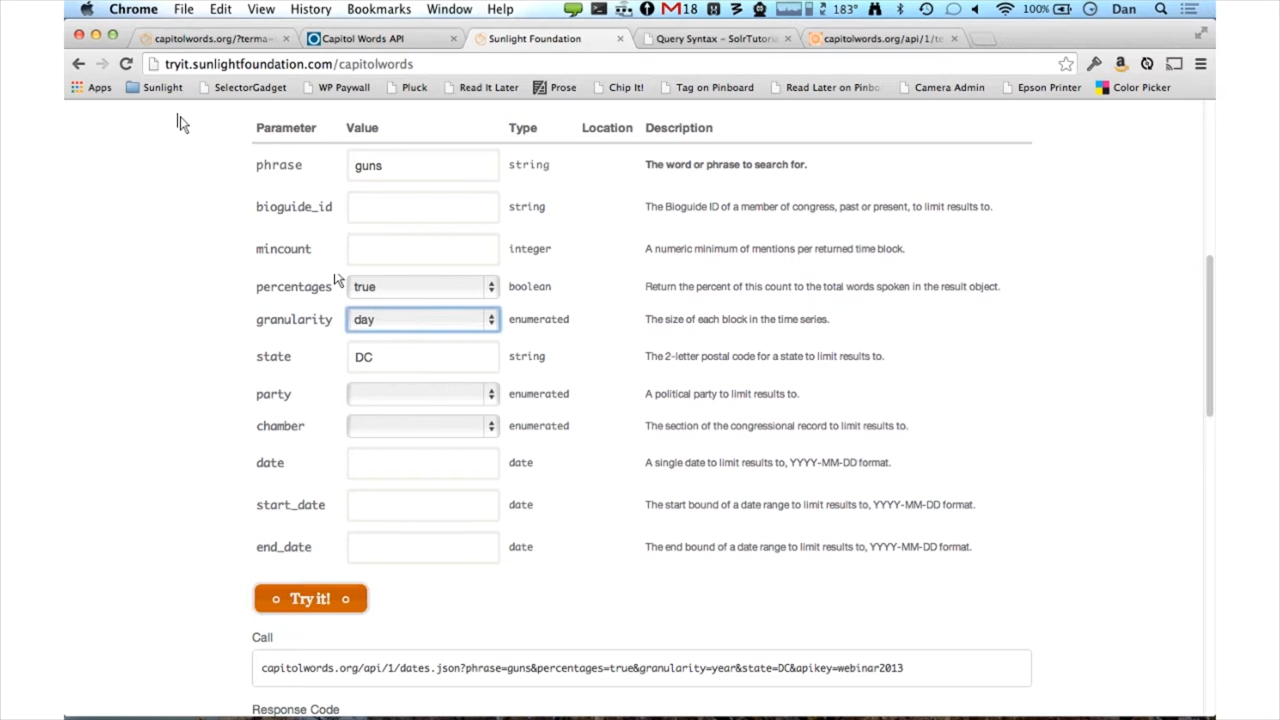 Chrome File Edit View History Bookmarks Window Help 18 183° 100% Dan
capitolwords.org/?terma= Capitol Words API Sunlight Foundation Query Syntax – SolrTutoria capitolwords.org/api/1/te
tryit.sunlightfoundation.com/capitolwords
Apps Sunlight SelectorGadget WP Paywall Pluck Read It Later Prose Chip It! Tag on Pinboard Read Later on Pinbo Camera Admin Epson Printer Color Picker
Parameter Value Type Location Description
phrase guns string The word or phrase to search for.
bioguide_id string The Bioguide ID of a member of congress, past or present, to limit results to.
mincount integer A numeric minimum of mentions per returned time block.
percentages true boolean Return the percent of this count to the total words spoken in the result object.
granularity day enumerated The size of each block in the time series.
state DC string The 2-letter postal code for a state to limit results to.
party enumerated A political party to limit results to.
chamber enumerated The section of the congressional record to limit results to.
date date A single date to limit results to, YYYY-MM-DD format.
start_date date The start bound of a date range to limit results to, YYYY-MM-DD format.
end_date date The end bound of a date range to limit results to, YYYY-MM-DD format.
Try it!
Call
capitolwords.org/api/1/dates.json?phrase=guns&percentages=true&granularity=year&state=DC&apikey=webinar2013
Response Code